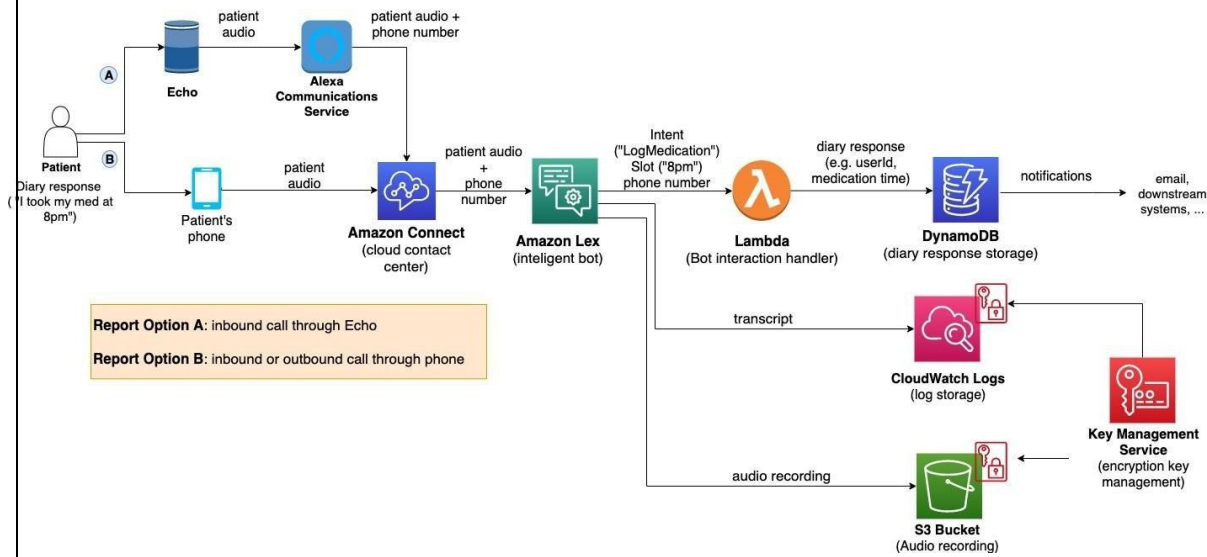 patient
audio
patient audio +
phone number
A
Echo
Alexa
Communications
Service
B
Patient
Diary response
( "I took my med at
8pm")
patient
audio
Patient's
phone
Amazon Connect
(cloud contact
center)
patient audio
+
phone
number
Amazon Lex
(inteligent bot)
Intent
("LogMedication")
Slot ("8pm")
phone number
Lambda
(Bot interaction handler)
diary response
(e.g. userId,
medication time)
DynamoDB
(diary response storage)
notifications
email,
downstream
systems, ...
Report Option A: inbound call through Echo
Report Option B: inbound or outbound call through phone
transcript
CloudWatch Logs
(log storage)
Key Management
Service
(encryption key
management)
audio recording
S3 Bucket
(Audio recording)